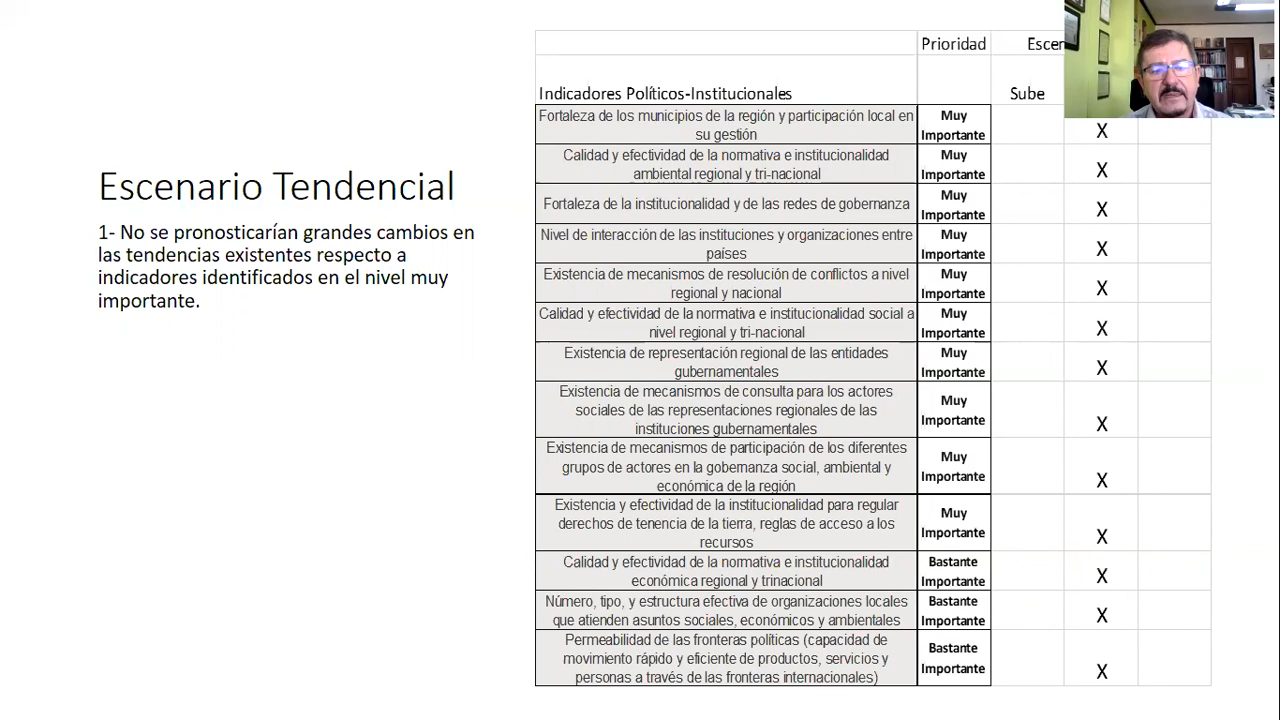 Escenario Tendencial
1- No se pronosticarían grandes cambios en
las tendencias existentes respecto a
indicadores identificados en el nivel muy
importante.
Prioridad
Indicadores Políticos-Institucionales
Sube
Fortaleza de los municipios de la región y participación local en
su gestión
Muy
Importante
X
Calidad y efectividad de la normativa e institucionalidad
ambiental regional y tri-nacional
Muy
Importante
X
Fortaleza de la institucionalidad y de las redes de gobernanza
Muy
Importante
X
Nivel de interacción de las instituciones y organizaciones entre
países
Muy
Importante
X
Existencia de mecanismos de resolución de conflictos a nivel
regional y nacional
Muy
Importante
X
Calidad y efectividad de la normativa e institucionalidad social a
nivel regional y tri-nacional
Muy
Importante
X
Existencia de representación regional de las entidades
gubernamentales
Muy
Importante
X
Existencia de mecanismos de consulta para los actores
sociales de las representaciones regionales de las
instituciones gubernamentales
Muy
Importante
X
Existencia de mecanismos de participación de los diferentes
grupos de actores en la gobernanza social, ambiental y
económica de la región
Muy
Importante
X
Existencia y efectividad de la institucionalidad para regular
derechos de tenencia de la tierra, reglas de acceso a los
recursos
Muy
Importante
X
Calidad y efectividad de la normativa e institucionalidad
económica regional y trinacional
Bastante
Importante
X
Número, tipo, y estructura efectiva de organizaciones locales
que atienden asuntos sociales, económicos y ambientales
Bastante
Importante
X
Permeabilidad de las fronteras políticas (capacidad de
movimiento rápido y eficiente de productos, servicios y
personas a través de las fronteras internacionales)
Bastante
Importante
X